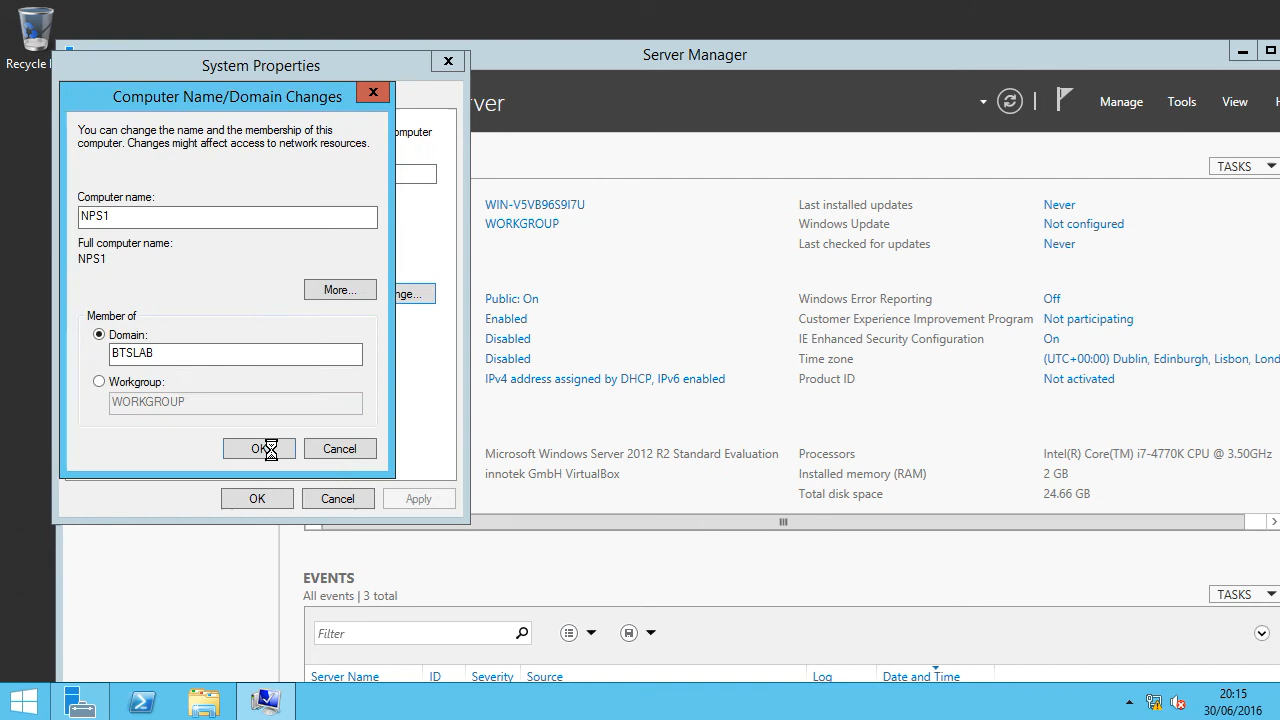 Recycle
Server Manager
System Properties
Computer Name/Domain Changes
erver
Manage
Tools
View
You can change the name and the membership of this
computer. Changes might affect access to network resources.
omputer
TASKS
Computer name:
NPS1
WIN-V5VB96S9I7U
Last installed updates
Never
WORKGROUP
Windows Update
Not configured
Full computer name:
NPS1
Last checked for updates
Never
More...
nge...
Public: On
Windows Error Reporting
Off
Member of
Enabled
Customer Experience Improvement Program
Not participating
Domain:
BTSLAB
Disabled
IE Enhanced Security Configuration
On
Disabled
Time zone
(UTC+00:00) Dublin, Edinburgh, Lisbon, Lond
Workgroup:
WORKGROUP
IPv4 address assigned by DHCP, IPv6 enabled
Product ID
Not activated
OK
Cancel
Microsoft Windows Server 2012 R2 Standard Evaluation
Processors
Intel(R) Core(TM) i7-4770K CPU @ 3.50GHz
innotek GmbH VirtualBox
Installed memory (RAM)
2 GB
Total disk space
24.66 GB
OK
Cancel
Apply
EVENTS
All events | 3 total
TASKS
Filter
Server Name
ID
Severity
Source
Log
Date and Time
20:15
30/06/2016